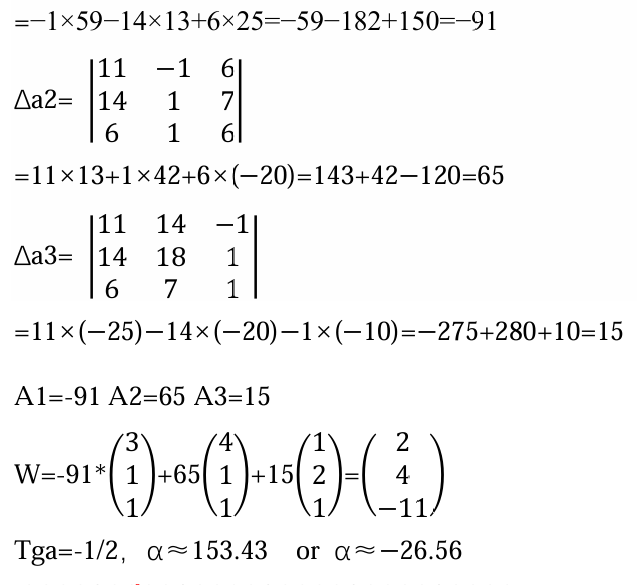 =−1×59−14×13+6×25=−59−182+150=−91
11 −1 6
Δa2= 14 1 7
6 1 6
=11×13+1×42+6×(−20)=143+42−120=65
11 14 −1
Δa3= 14 18 1
6 7 1
=11×(−25)−14×(−20)−1×(−10)=−275+280+10=15
A1=-91 A2=65 A3=15
3 4 1 2
W=-91*( 1 )+65( 1 )+15( 2 )=( 4 )
1 1 1 −11
Tga=-1/2, α≈153.43 or α≈−26.56